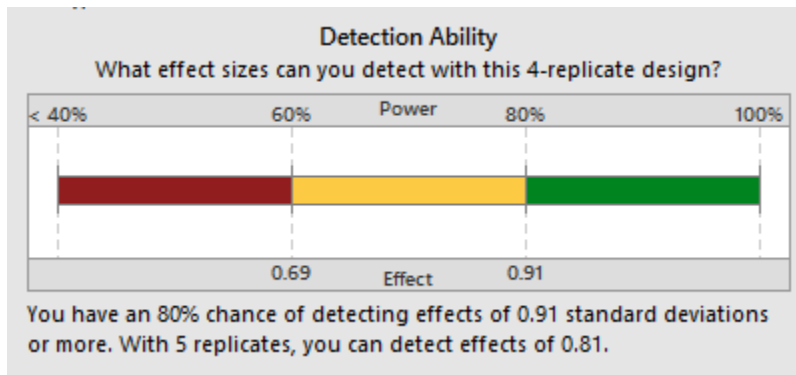 Detection Ability
What effect sizes can you detect with this 4-replicate design?
< 40% 60% Power 80% 100%
0.69 Effect 0.91
You have an 80% chance of detecting effects of 0.91 standard deviations
or more. With 5 replicates, you can detect effects of 0.81.